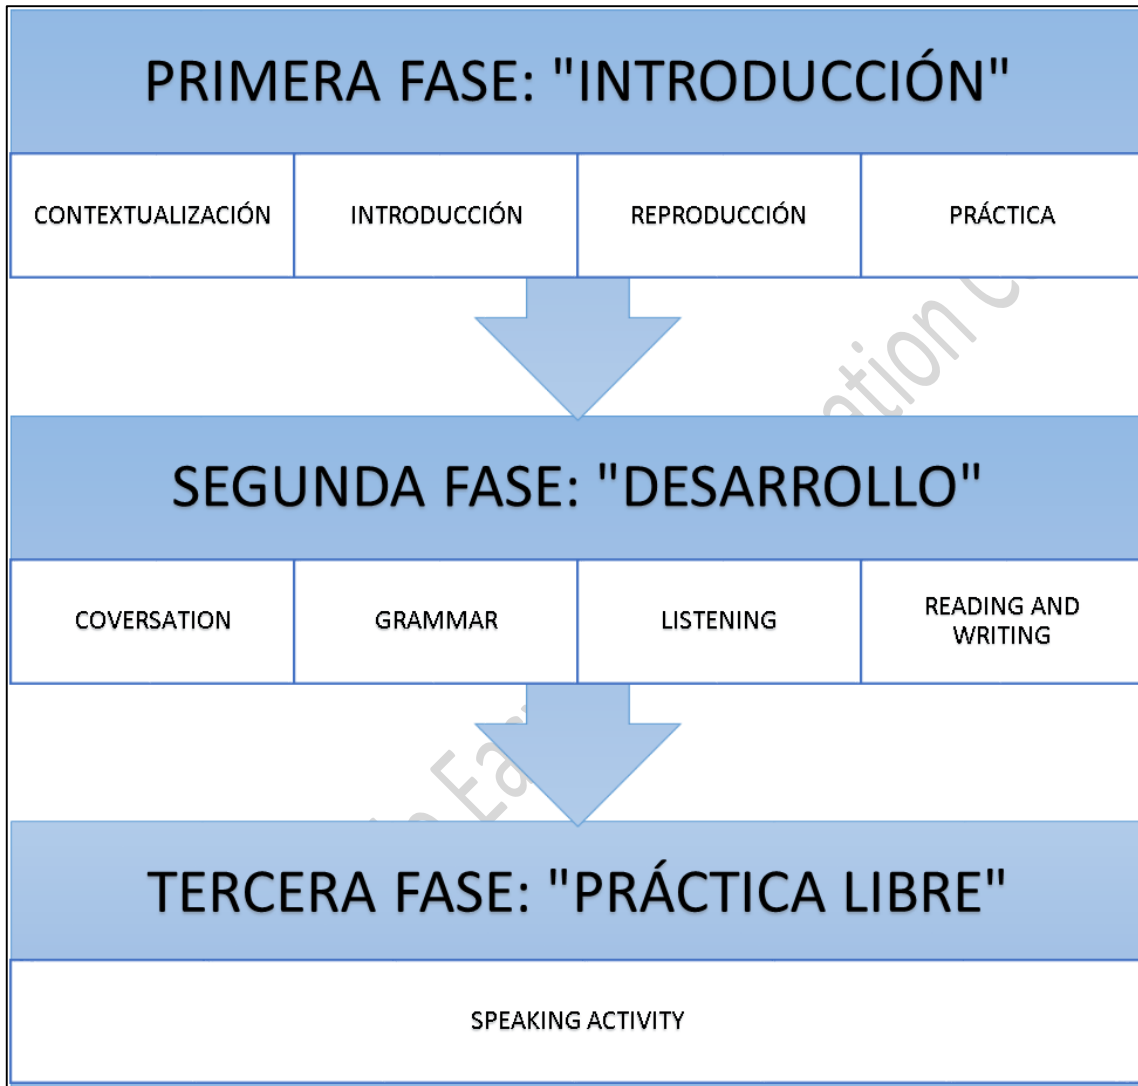 PRIMERA FASE: "INTRODUCCIÓN"
CONTEXTUALIZACIÓN
INTRODUCCIÓN
REPRODUCCIÓN
PRÁCTICA
SEGUNDA FASE: "DESARROLLO"
COVERSATION
GRAMMAR
LISTENING
READING AND
WRITING
TERCERA FASE: "PRÁCTICA LIBRE"
SPEAKING ACTIVITY